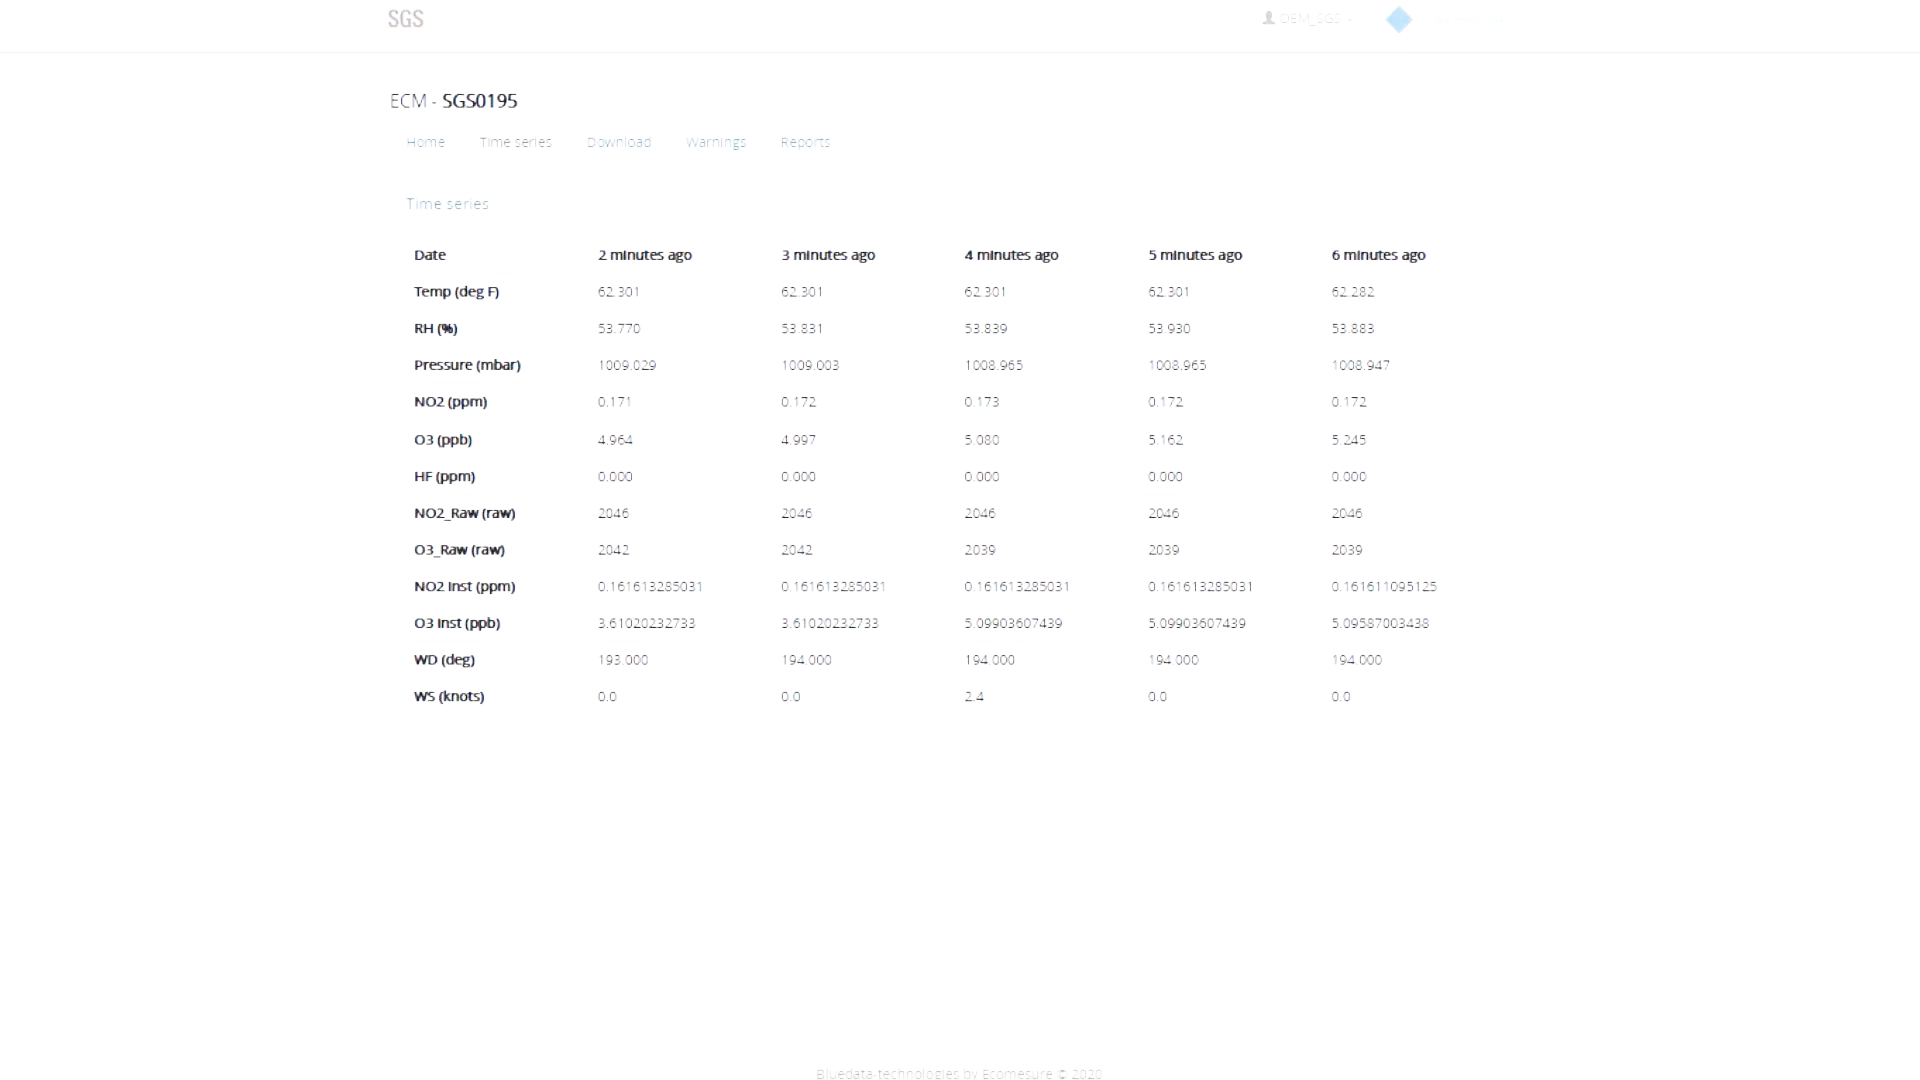 SGS
OEM_SGS
ECM - SGS0195
Home Time series Download Warnings Reports
Time series
Date 2 minutes ago 3 minutes ago 4 minutes ago 5 minutes ago 6 minutes ago
Temp (deg F) 62.301 62.301 62.301 62.301 62.282
RH (%) 53.770 53.831 53.839 53.930 53.883
Pressure (mbar) 1009.029 1009.003 1008.965 1008.965 1008.947
NO2 (ppm) 0.171 0.172 0.173 0.172 0.172
O3 (ppb) 4.964 4.997 5.080 5.162 5.245
HF (ppm) 0.000 0.000 0.000 0.000 0.000
NO2_Raw (raw) 2046 2046 2046 2046 2046
O3_Raw (raw) 2042 2042 2039 2039 2039
NO2 Inst (ppm) 0.161613285031 0.161613285031 0.161613285031 0.161613285031 0.161611095125
O3 Inst (ppb) 3.61020232733 3.61020232733 5.09903607439 5.09903607439 5.09587003438
WD (deg) 193.000 194.000 194.000 194.000 194.000
WS (knots) 0.0 0.0 2.4 0.0 0.0
Bluedata-technologies by Ecomesure © 2020